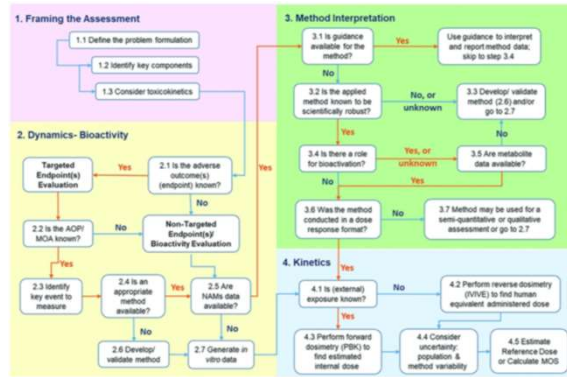 1. Framing the Assessment
1.1 Define the problem formulation
1.2 Identify key components
1.3 Consider toxicokinetics
2. Dynamics- Bioactivity
Targeted
Endpoint(s)
Evaluation
Yes
2.1 Is the adverse
outcome(s)
(endpoint) known?
No
2.2 Is the AOP/
MOA known?
No
Non-Targeted
Endpoint(s)/
Bioactivity Evaluation
Yes
2.3 Identify
key event to
measure
2.4 Is an
appropriate
method
available?
Yes
2.5 Are
NAMs data
available?
No
No
2.6 Develop/
validate method
2.7 Generate in
vitro data
Yes
3. Method Interpretation
3.1 Is guidance
available for the
method?
Yes
Use guidance to interpret
and report method data;
skip to step 3.4
No
3.2 Is the applied
method known to be
scientifically robust?
No, or
unknown
3.3 Develop/ validate
method (2.6) and/or
go to 2.7
Yes
No
3.4 Is there a role
for bioactivation?
Yes, or
unknown
3.5 Are metabolite
data available?
No
Yes
3.6 Was the method
conducted in a dose
response format?
No
3.7 Method may be used for a
semi-quantitative or qualitative
assessment or go to 2.7
Yes
4. Kinetics
4.1 Is (external)
exposure known?
No
4.2 Perform reverse dosimetry
(IVIVE) to find human
equivalent administered dose
Yes
4.3 Perform forward
dosimetry (PBK) to
find estimated
internal dose
4.4 Consider
uncertainty:
population &
method variability
4.5 Estimate
Reference Dose
or Calculate MOS